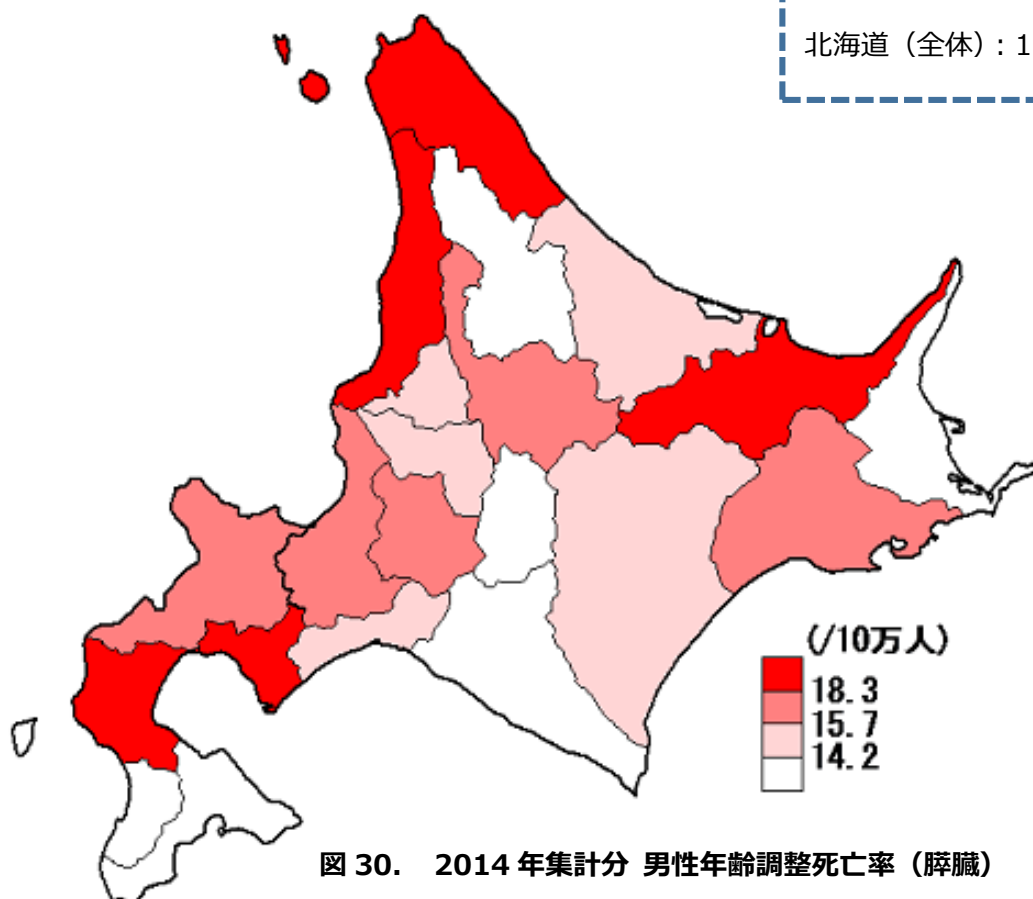 北海道（全体）: 1
(/10万人)
18.3
15.7
14.2
図 30. 2014 年集計分 男性年齢調整死亡率（膵臓）